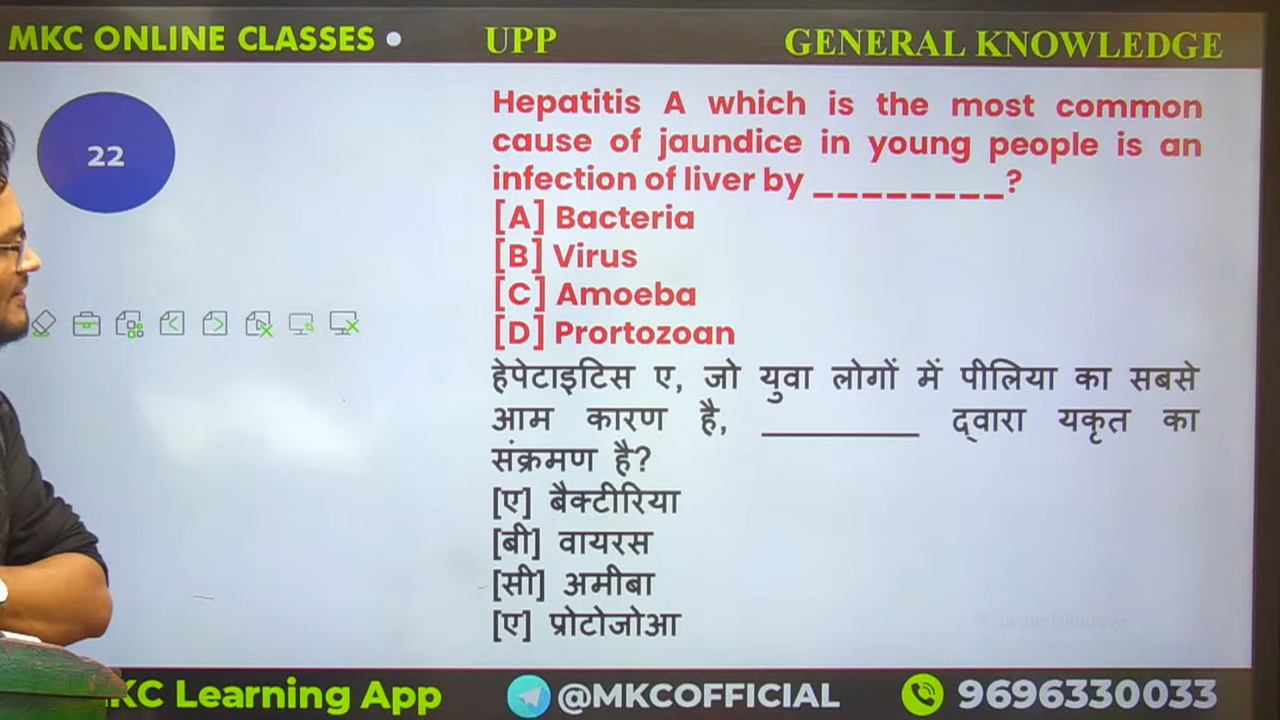 MKC ONLINE CLASSES • UPP GENERAL KNOWLEDGE
22
Hepatitis A which is the most common
cause of jaundice in young people is an
infection of liver by ________?
[A] Bacteria
[B] Virus
[C] Amoeba
[D] Prortozoan
हेपेटाइटिस ए, जो युवा लोगों में पीलिया का सबसे
आम कारण है, __________ द्वारा यकृत का
संक्रमण है?
[ए] बैक्टीरिया
[बी] वायरस
[सी] अमीबा
[ए] प्रोटोजोआ
KC Learning App @MKCOFFICIAL 9696330033